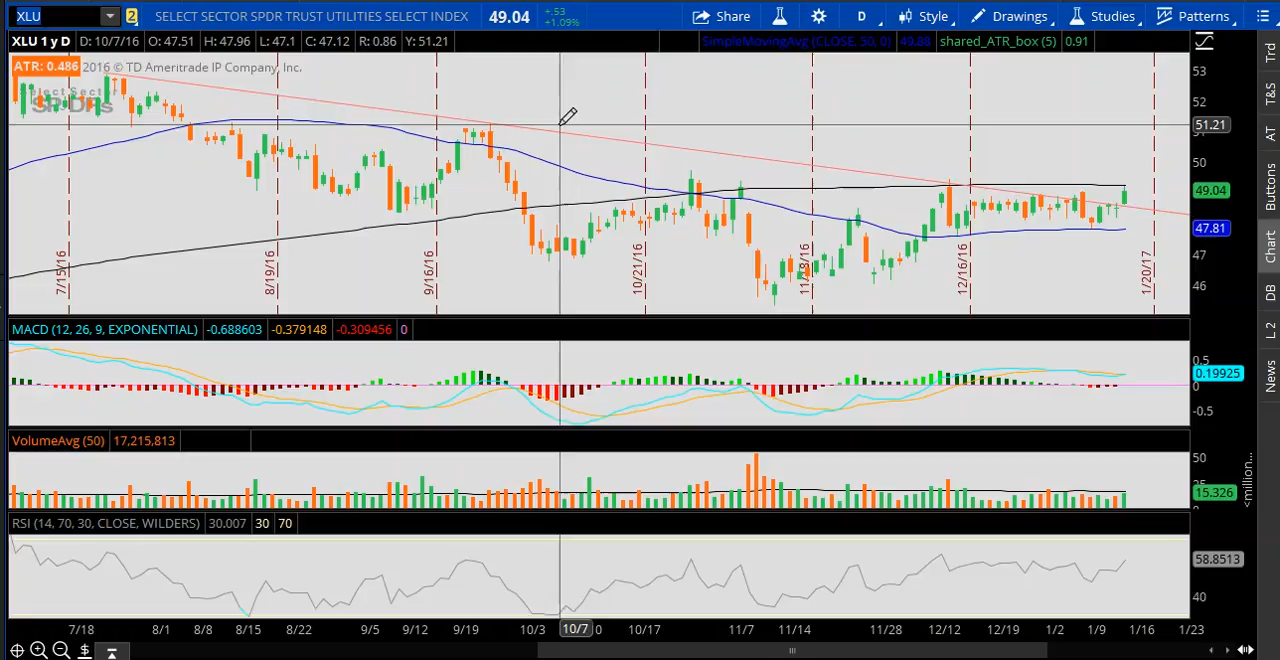 XLU 2 SELECT SECTOR SPDR TRUST UTILITIES SELECT INDEX 49.04 +.53 +1.09% Share D Style Drawings Studies Patterns
XLU 1 y D D: 10/7/16 O: 47.51 H: 47.96 L: 47.1 C: 47.12 R: 0.86 Y: 51.21 SimpleMovingAvg (CLOSE, 50, 0) 49.88 shared_ATR_box (5) 0.91
ATR: 0.486 2016 © TD Ameritrade IP Company, Inc.
Select Sector
SPDRs
53
52
51.21
50
49.04
47.81
47
46
7/15/16 8/19/16 9/16/16 10/21/16 11/18/16 12/16/16 1/20/17
MACD (12, 26, 9, EXPONENTIAL) -0.688603 -0.379148 -0.309456 0
0.5
0.19925
0
-0.5
VolumeAvg (50) 17,215,813
50
15.326
0
<million...
RSI (14, 70, 30, CLOSE, WILDERS) 30.007 30 70
58.8513
40
7/18 8/1 8/8 8/15 8/22 9/5 9/12 9/19 10/3 10/7 0 10/17 11/7 11/14 11/28 12/12 12/19 1/2 1/9 1/16 1/23
$
Trd
T&S
AT
Buttons
Chart
DB
L 2
News